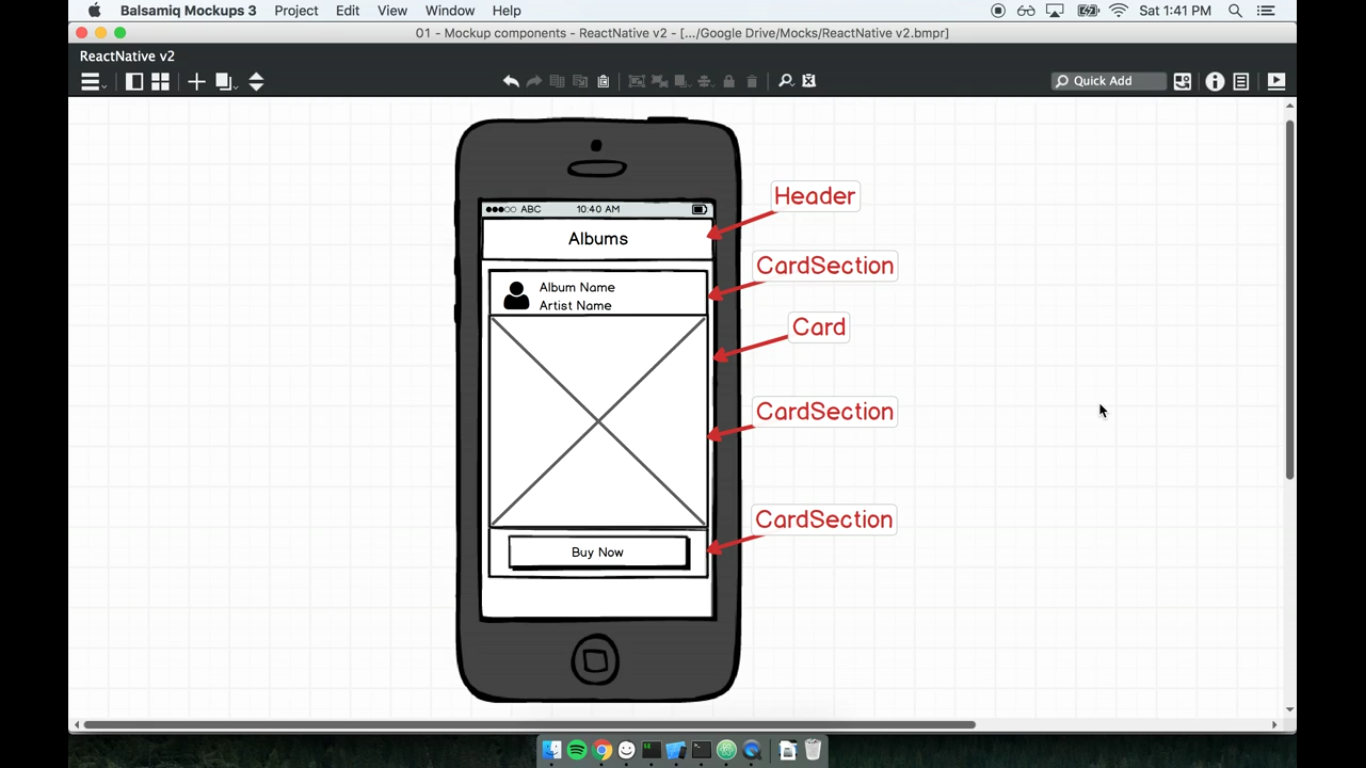 Balsamiq Mockups 3 Project Edit View Window Help Sat 1:41 PM
01 - Mockup components - ReactNative v2 - [.../Google Drive/Mocks/ReactNative v2.bmpr]
ReactNative v2
Quick Add
Header
ABC 10:40 AM
Albums
CardSection
Album Name
Artist Name
Card
CardSection
CardSection
Buy Now